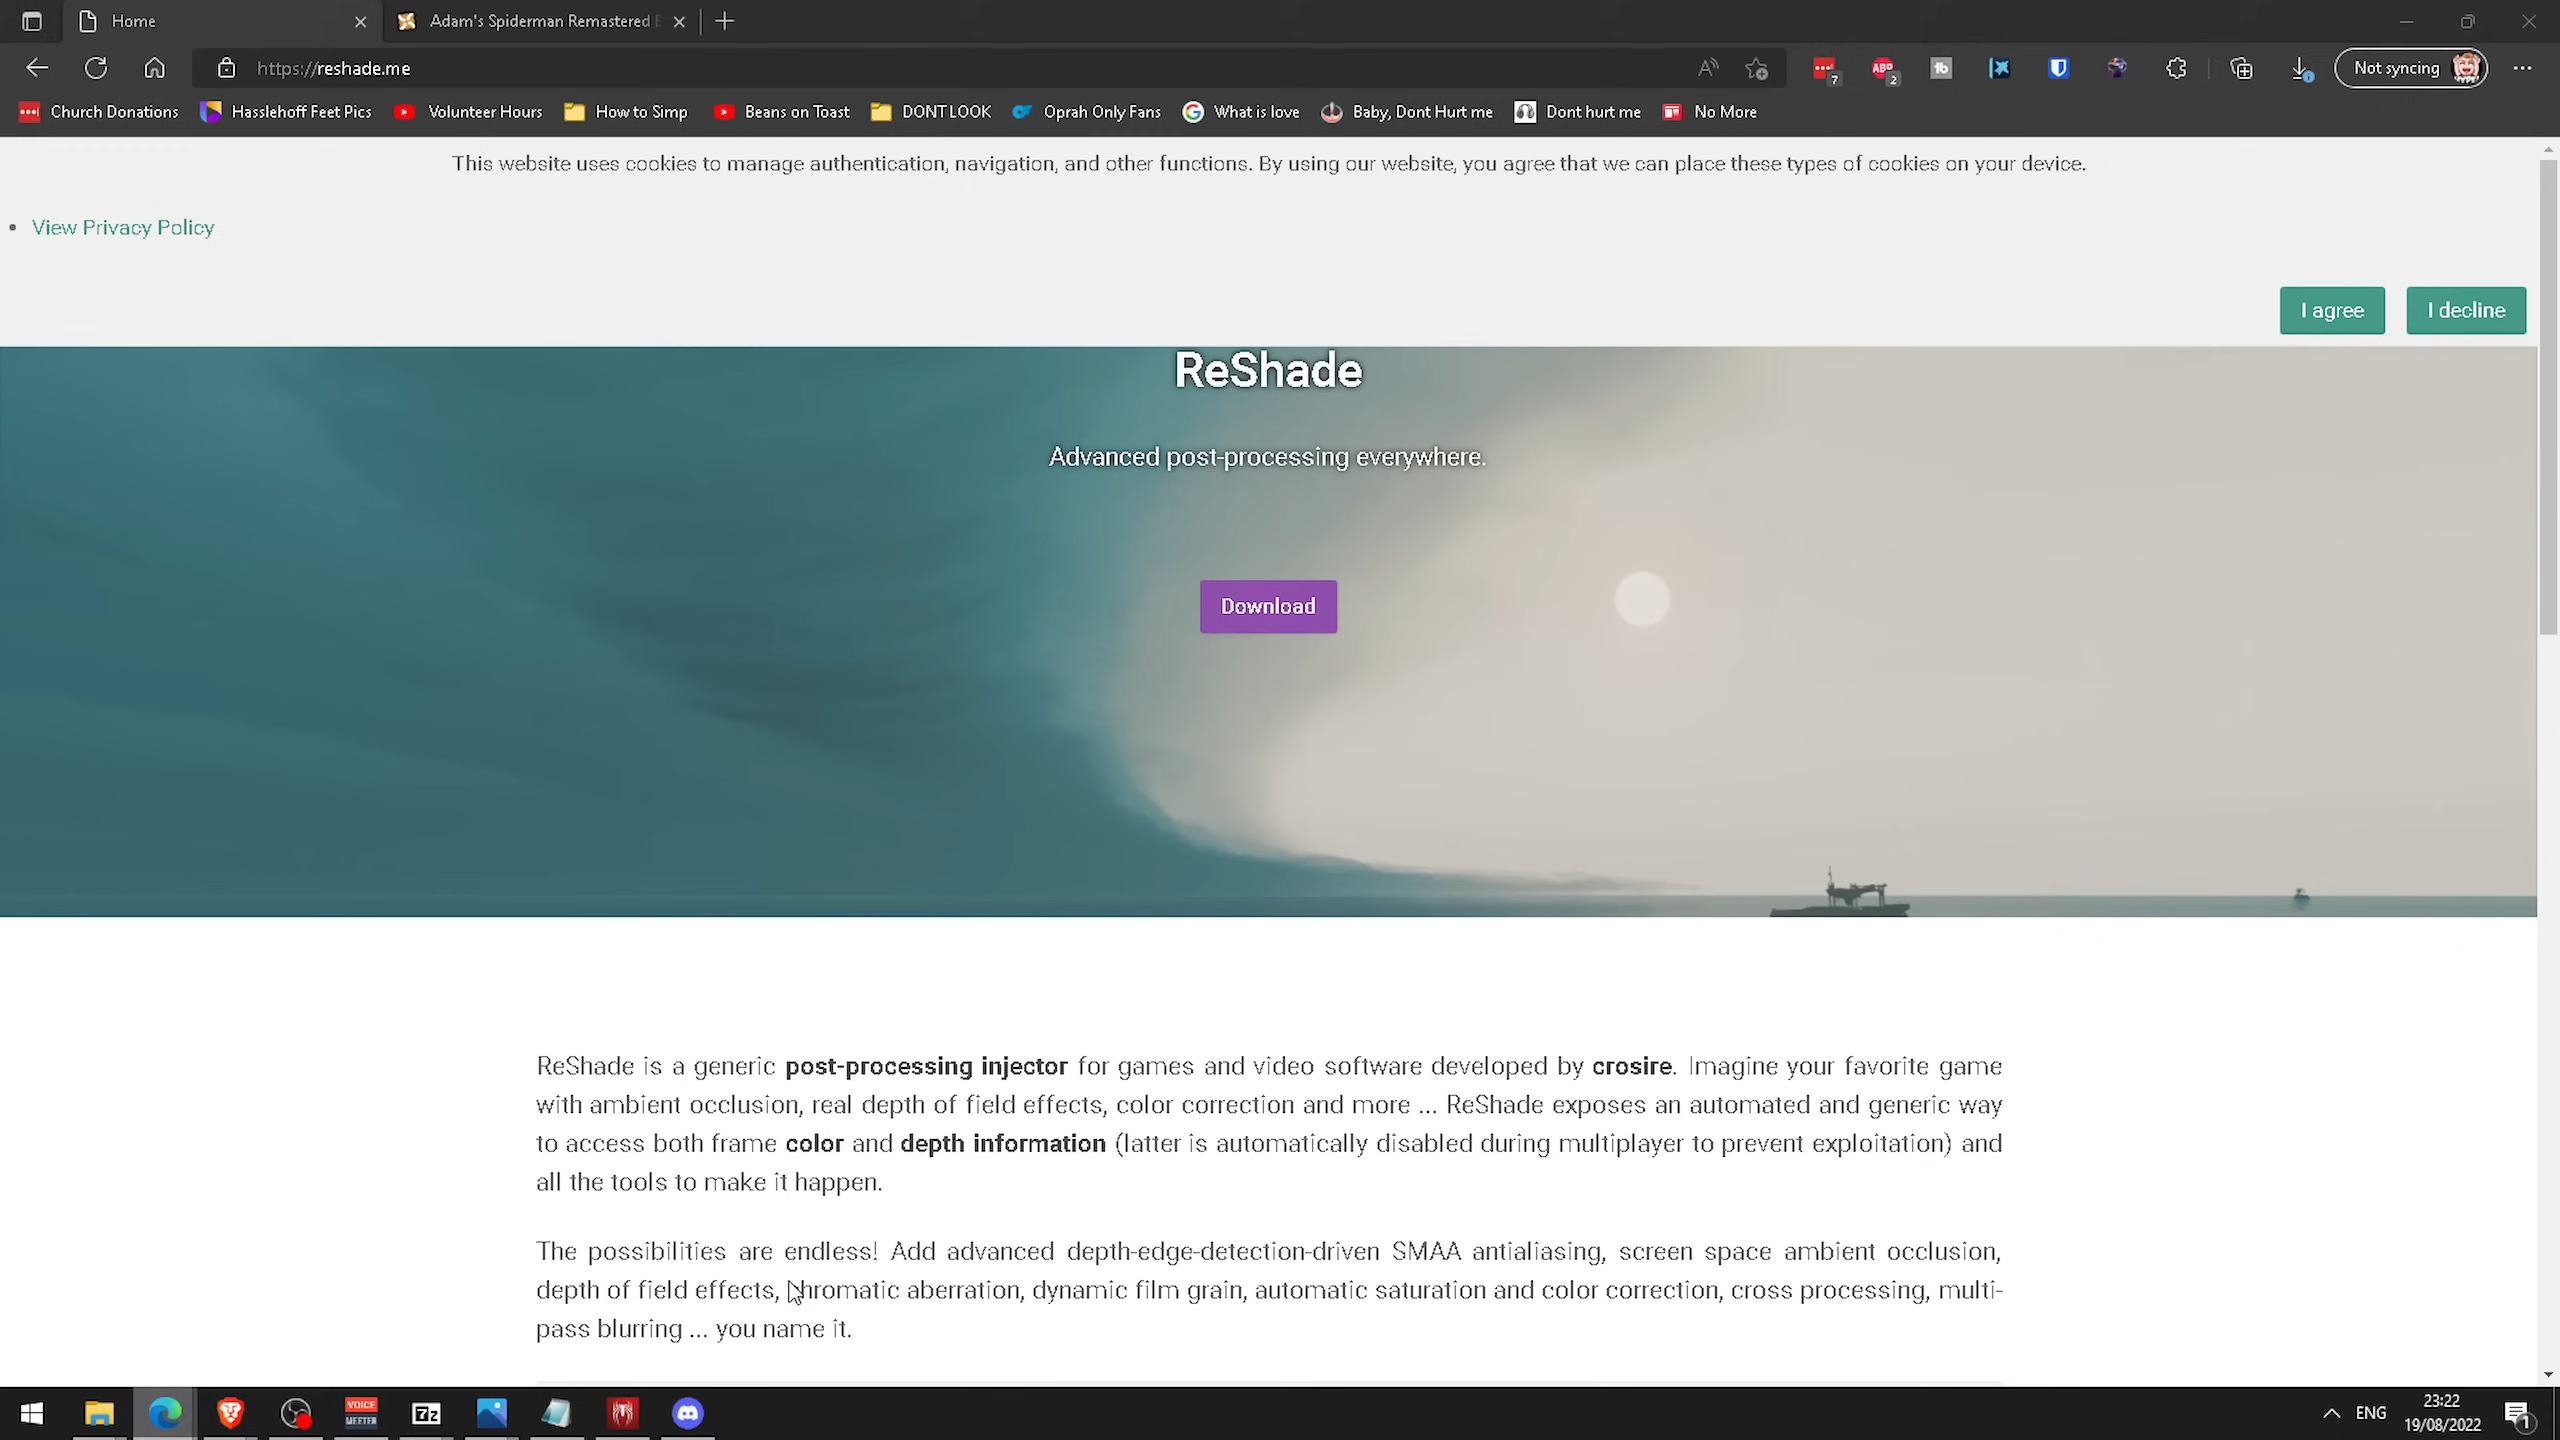 Home
Adam's Spiderman Remastered
https://reshade.me
7
ABP
2
tb
Not syncing
Church Donations
Hasslehoff Feet Pics
Volunteer Hours
How to Simp
Beans on Toast
DONT LOOK
Oprah Only Fans
What is love
Baby, Dont Hurt me
Dont hurt me
No More
This website uses cookies to manage authentication, navigation, and other functions. By using our website, you agree that we can place these types of cookies on your device.
• View Privacy Policy
I agree
I decline
ReShade
Advanced post-processing everywhere.
Download
ReShade is a generic post-processing injector for games and video software developed by crosire. Imagine your favorite game
with ambient occlusion, real depth of field effects, color correction and more ... ReShade exposes an automated and generic way
to access both frame color and depth information (latter is automatically disabled during multiplayer to prevent exploitation) and
all the tools to make it happen.
The possibilities are endless! Add advanced depth-edge-detection-driven SMAA antialiasing, screen space ambient occlusion,
depth of field effects, chromatic aberration, dynamic film grain, automatic saturation and color correction, cross processing, multi-
pass blurring ... you name it.
VOICE
MEETER
7z
ENG
23:22
19/08/2022
1